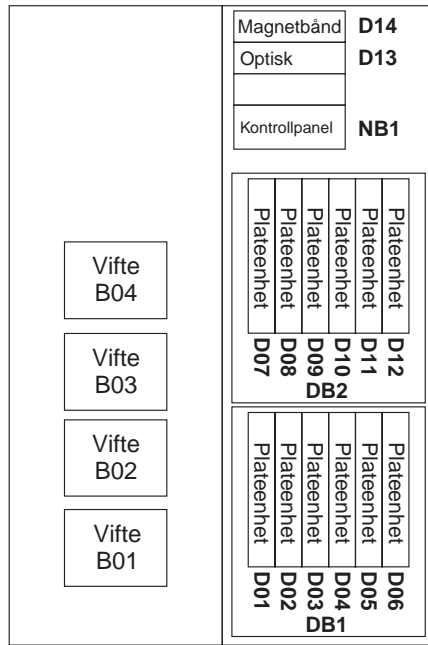 Magnetbånd D14
Optisk D13
Kontrollpanel NB1
Vifte
B04
Vifte
B03
Vifte
B02
Vifte
B01
Plateenhet Plateenhet Plateenhet Plateenhet Plateenhet Plateenhet
D07 D08 D09 D10 D11 D12
DB2
Plateenhet Plateenhet Plateenhet Plateenhet Plateenhet Plateenhet
D01 D02 D03 D04 D05 D06
DB1